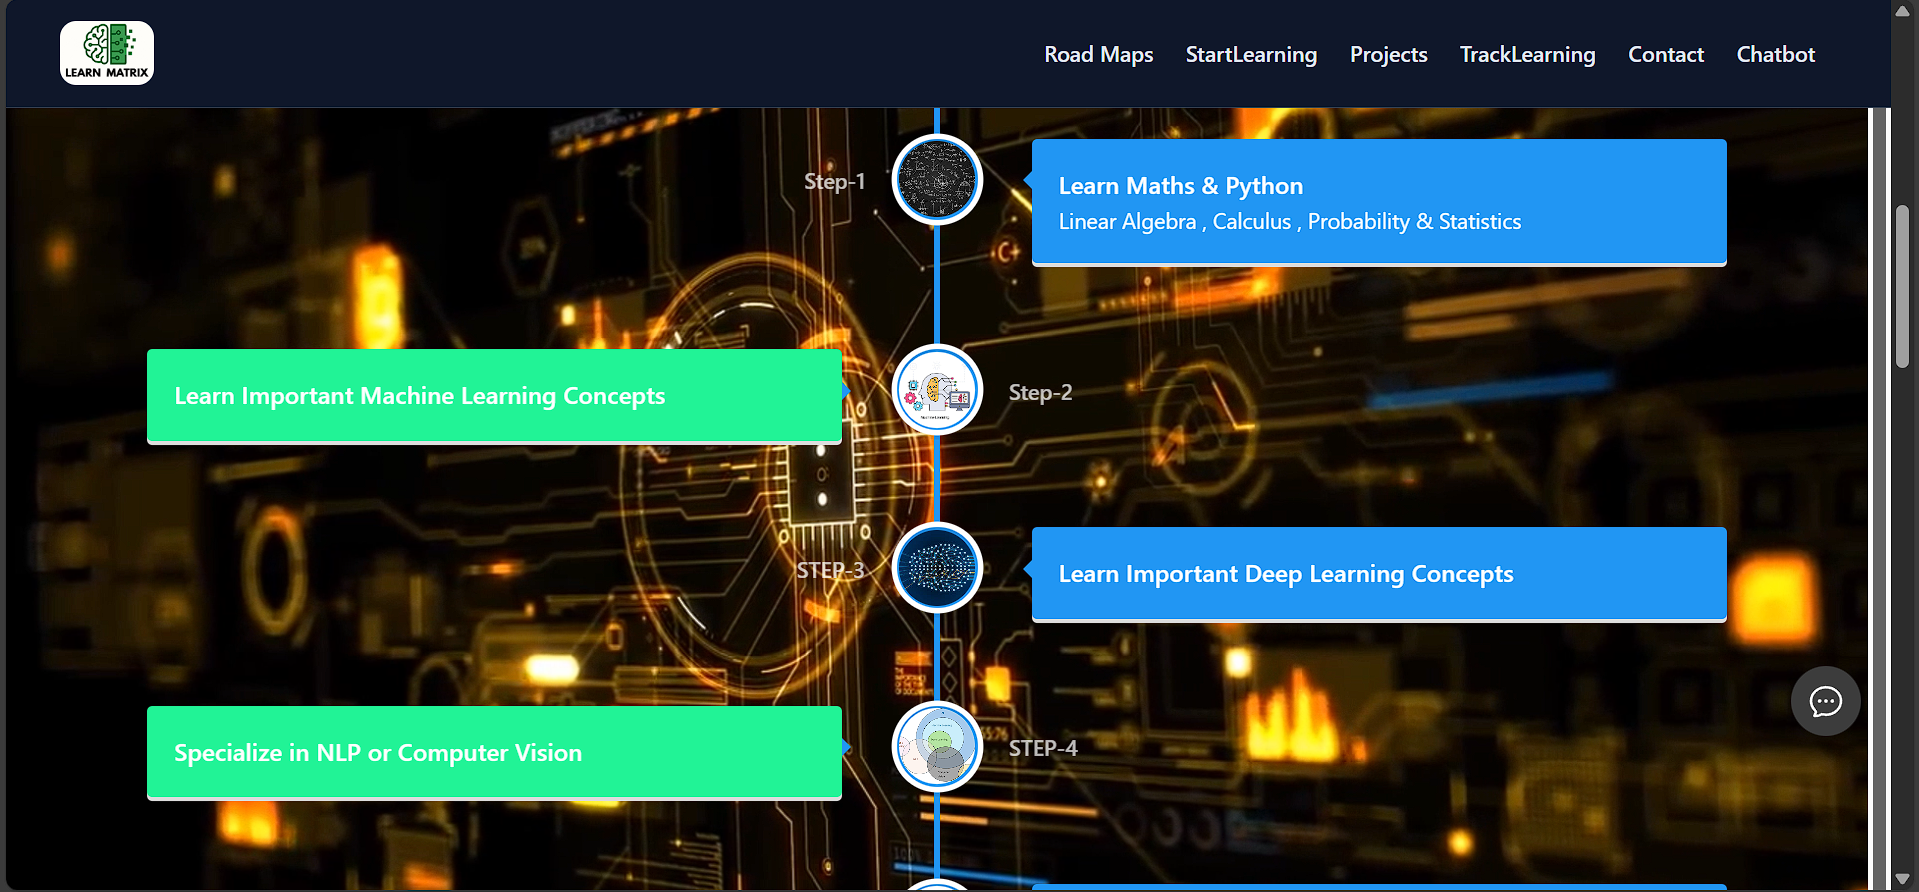 LEARN MATRIX
Road Maps StartLearning Projects TrackLearning Contact Chatbot
Step-1
Learn Maths & Python
Linear Algebra , Calculus , Probability & Statistics
Learn Important Machine Learning Concepts
Step-2
STEP-3
Learn Important Deep Learning Concepts
Specialize in NLP or Computer Vision
STEP-4